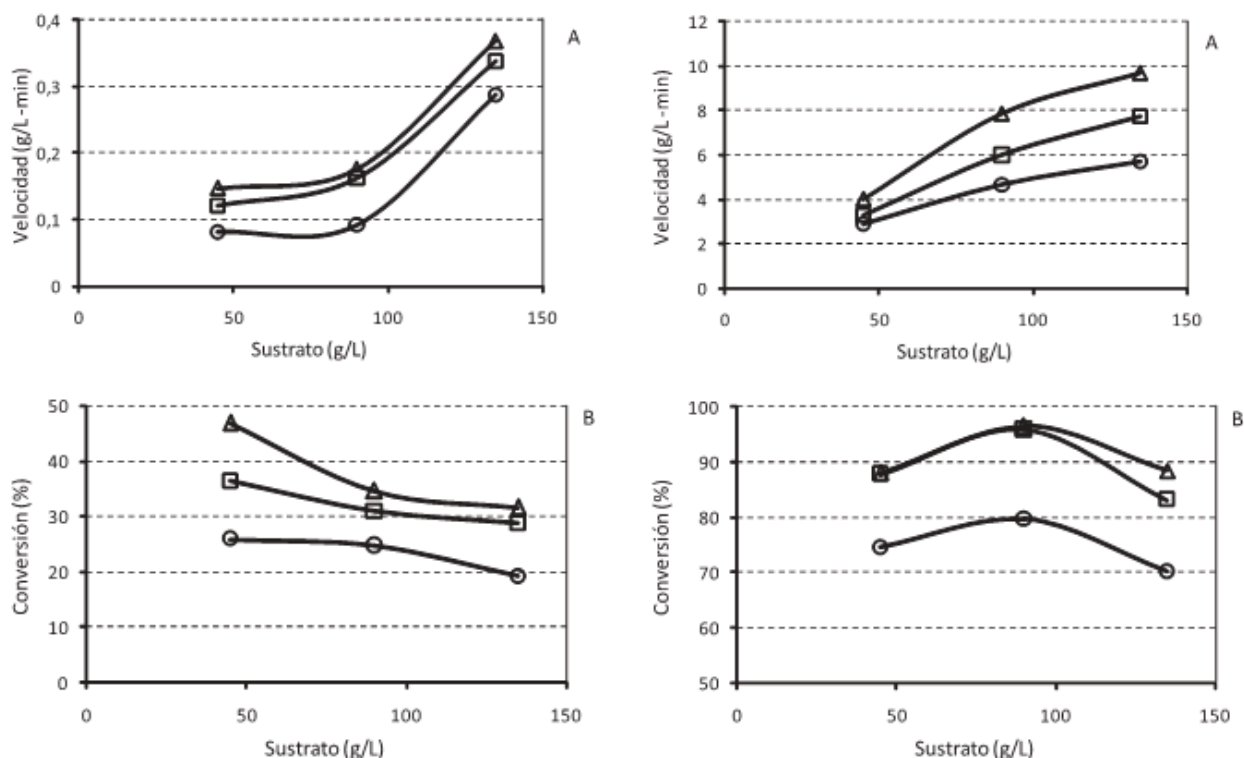 A
Velocidad (g/L -min)
0,4
0,3
0,2
0,1
0
0 50 100 150
Sustrato (g/L)
A
Velocidad (g/L-min)
12
10
8
6
4
2
0
0 50 100 150
Sustrato (g/L)
B
Conversión (%)
50
40
30
20
10
0
0 50 100 150
Sustrato (g/L)
B
Conversión (%)
100
90
80
70
60
50
0 50 100 150
Sustrato (g/L)